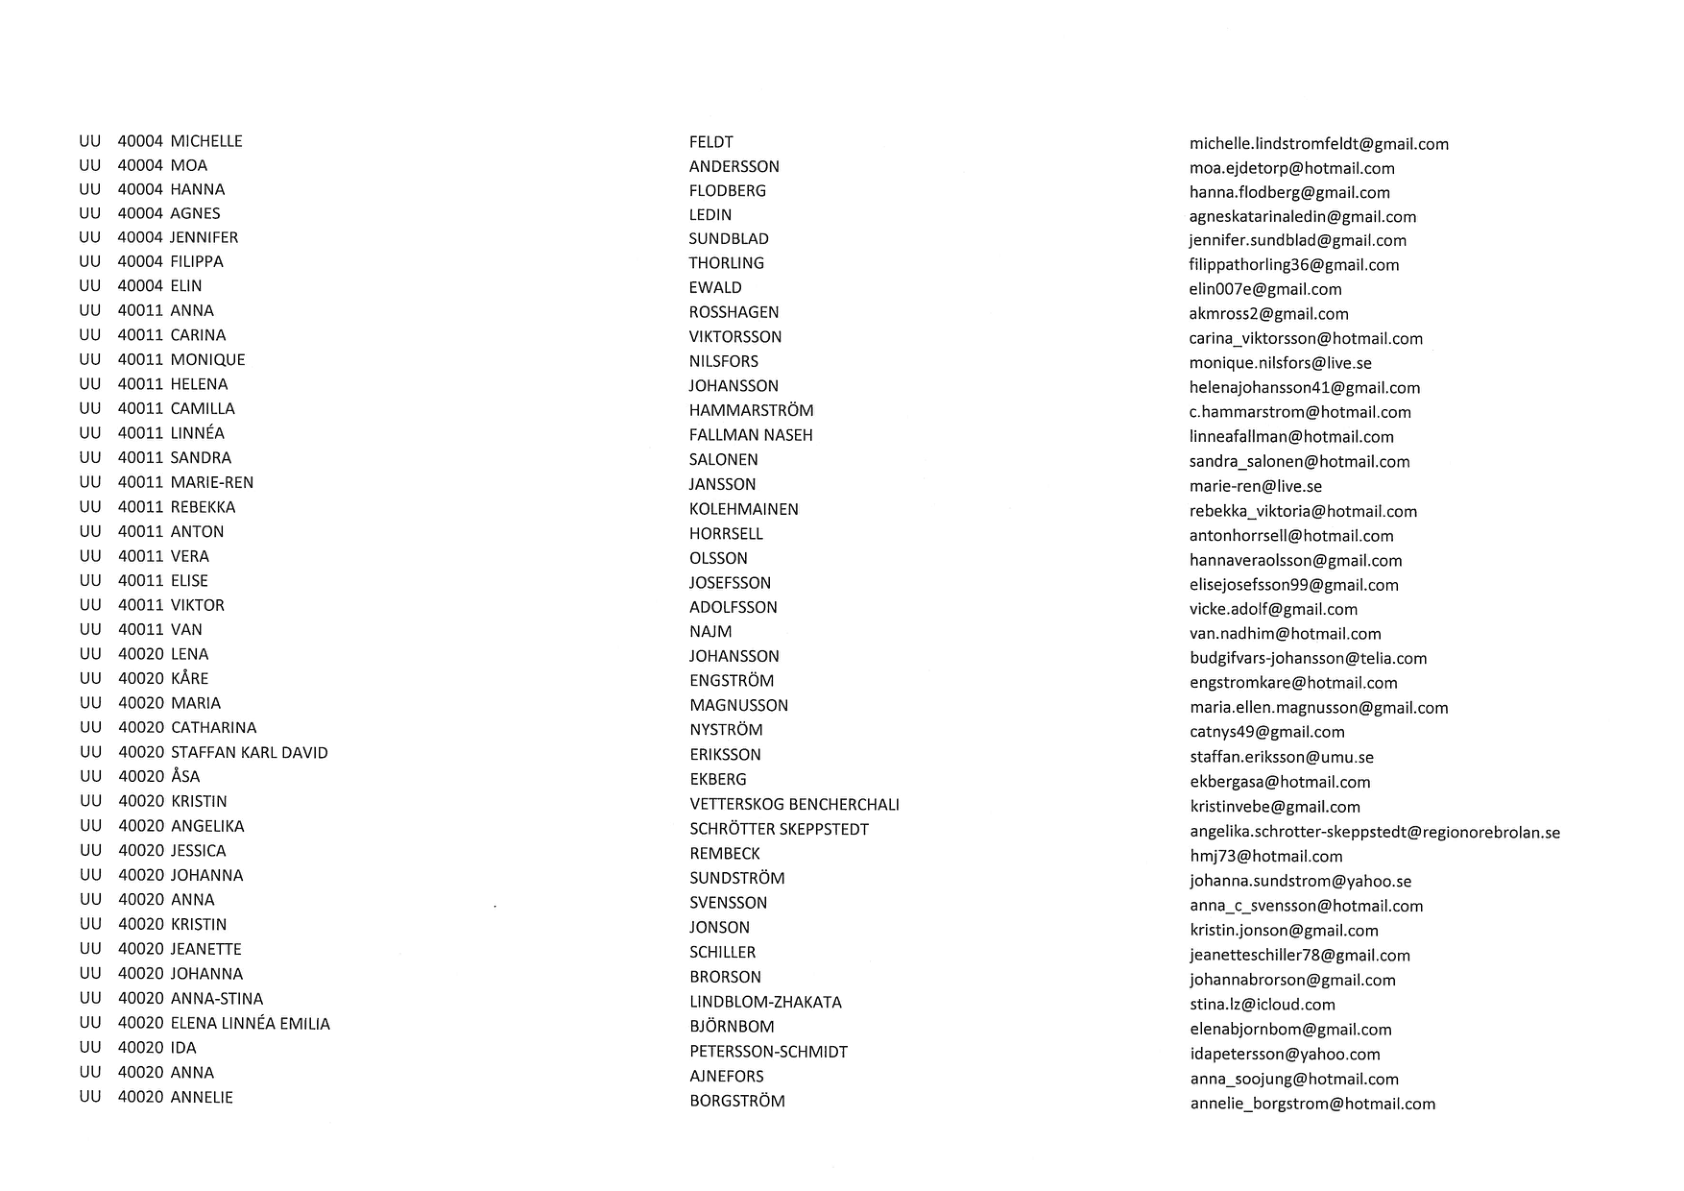 UU 40004 MICHELLE FELDT michelle.lindstromfeldt@gmail.com
UU 40004 MOA ANDERSSON moa.ejdetorp@hotmail.com
UU 40004 HANNA FLODBERG hanna.flodberg@gmail.com
UU 40004 AGNES LEDIN agneskatarinaledin@gmail.com
UU 40004 JENNIFER SUNDBLAD jennifer.sundblad@gmail.com
UU 40004 FILIPPA THORLING filippathorling36@gmail.com
UU 40004 ELIN EWALD elin007e@gmail.com
UU 40011 ANNA ROSSHAGEN akmross2@gmail.com
UU 40011 CARINA VIKTORSSON carina_viktorsson@hotmail.com
UU 40011 MONIQUE NILSFORS monique.nilsfors@live.se
UU 40011 HELENA JOHANSSON helenajohansson41@gmail.com
UU 40011 CAMILLA HAMMARSTRÖM c.hammarstrom@hotmail.com
UU 40011 LINNÉA FALLMAN NASEH linneafallman@hotmail.com
UU 40011 SANDRA SALONEN sandra_salonen@hotmail.com
UU 40011 MARIE-REN JANSSON marie-ren@live.se
UU 40011 REBEKKA KOLEHMAINEN rebekka_viktoria@hotmail.com
UU 40011 ANTON HORRSELL antonhorrsell@hotmail.com
UU 40011 VERA OLSSON hannaveraolsson@gmail.com
UU 40011 ELISE JOSEFSSON elisejosefsson99@gmail.com
UU 40011 VIKTOR ADOLFSSON vicke.adolf@gmail.com
UU 40011 VAN NAJM van.nadhim@hotmail.com
UU 40020 LENA JOHANSSON budgifvars-johansson@telia.com
UU 40020 KÅRE ENGSTRÖM engstromkare@hotmail.com
UU 40020 MARIA MAGNUSSON maria.ellen.magnusson@gmail.com
UU 40020 CATHARINA NYSTRÖM catnys49@gmail.com
UU 40020 STAFFAN KARL DAVID ERIKSSON staffan.eriksson@umu.se
UU 40020 ÅSA EKBERG ekbergasa@hotmail.com
UU 40020 KRISTIN VETTERSKOG BENCHERCHALI kristinvebe@gmail.com
UU 40020 ANGELIKA SCHRÖTTER SKEPPSTEDT angelika.schrotter-skeppstedt@regionorebrolan.se
UU 40020 JESSICA REMBECK hmj73@hotmail.com
UU 40020 JOHANNA SUNDSTRÖM johanna.sundstrom@yahoo.se
UU 40020 ANNA SVENSSON anna_c_svensson@hotmail.com
UU 40020 KRISTIN JONSON kristin.jonson@gmail.com
UU 40020 JEANETTE SCHILLER jeanetteschiller78@gmail.com
UU 40020 JOHANNA BRORSON johannabrorson@gmail.com
UU 40020 ANNA-STINA LINDBLOM-ZHAKATA stina.lz@icloud.com
UU 40020 ELENA LINNÉA EMILIA BJÖRNBOM elenabjornbom@gmail.com
UU 40020 IDA PETERSSON-SCHMIDT idapetersson@yahoo.com
UU 40020 ANNA AJNEFORS anna_soojung@hotmail.com
UU 40020 ANNELIE BORGSTRÖM annelie_borgstrom@hotmail.com